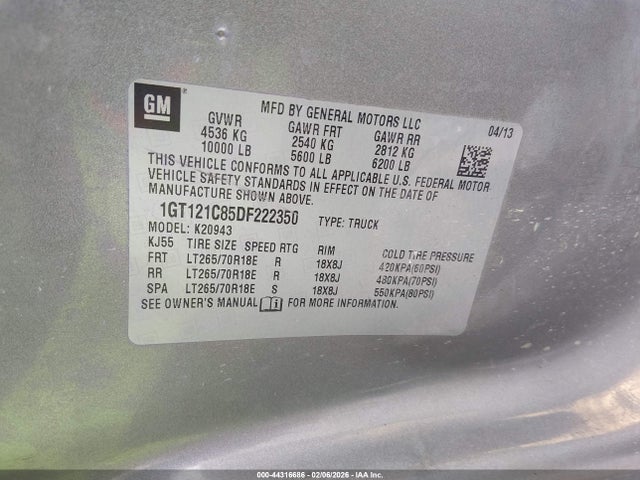 GM
MFD BY GENERAL MOTORS LLC
04/13
GVWR GAWR FRT GAWR RR
4536 KG 2540 KG 2812 KG
10000 LB 5600 LB 6200 LB
THIS VEHICLE CONFORMS TO ALL APPLICABLE U.S. FEDERAL MOTOR
VEHICLE SAFETY STANDARDS IN EFFECT ON THE DATE OF
MANUFACTURE SHOWN ABOVE.
1GT121C85DF222350 TYPE: TRUCK
MODEL: K20943
KJ55 TIRE SIZE SPEED RTG RIM COLD TIRE PRESSURE
FRT LT265/70R18E R 18X8J 420KPA(60PSI)
RR LT265/70R18E R 18X8J 480KPA(70PSI)
SPA LT265/70R18E S 18X8J 550KPA(80PSI)
SEE OWNER'S MANUAL FOR MORE INFORMATION.
000-44316686 - 02/06/2026 - IAA Inc.